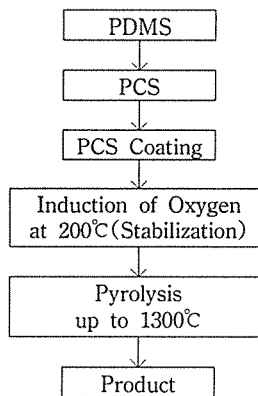 PDMS
PCS
PCS Coating
Induction of Oxygen
at 200℃(Stabilization)
Pyrolysis
up to 1300℃
Product